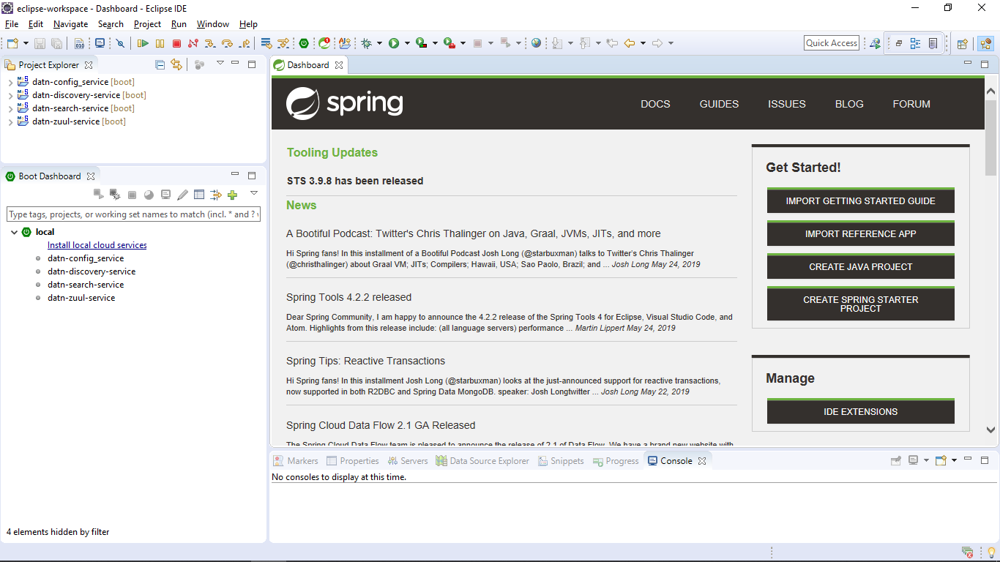 eclipse-workspace - Dashboard - Eclipse IDE
File Edit Navigate Search Project Run Window Help
Quick Access
Project Explorer
datn-config_service [boot]
datn-discovery-service [boot]
datn-search-service [boot]
datn-zuul-service [boot]
Boot Dashboard
Type tags, projects, or working set names to match (incl. * and ?
local
Install local cloud services
datn-config_service
datn-discovery-service
datn-search-service
datn-zuul-service
4 elements hidden by filter
Dashboard
spring
DOCS GUIDES ISSUES BLOG FORUM
Tooling Updates
STS 3.9.8 has been released
News
A Bootiful Podcast: Twitter's Chris Thalinger on Java, Graal, JVMs, JITs, and more
Hi Spring fans! In this installment of a Bootiful Podcast Josh Long (@starbuxman) talks to Twitter's Chris Thalinger
(@christhalinger) about Graal VM; JITs; Compilers; Hawaii, USA; Sao Paolo, Brazil; and ... Josh Long May 24, 2019
Spring Tools 4.2.2 released
Dear Spring Community, I am happy to announce the 4.2.2 release of the Spring Tools 4 for Eclipse, Visual Studio Code, and
Atom. Highlights from this release include: (all language servers) performance ... Martin Lippert May 24, 2019
Spring Tips: Reactive Transactions
Hi Spring fans! In this installment Josh Long (@starbuxman) looks at the just-announced support for reactive transactions,
now supported in both R2DBC and Spring Data MongoDB. speaker: Josh Longtwitter ... Josh Long May 22, 2019
Spring Cloud Data Flow 2.1 GA Released
The Spring Cloud Data Flow team is pleased to announce the release of 2.1 of Data Flow. We have a brand new website with
Get Started!
IMPORT GETTING STARTED GUIDE
IMPORT REFERENCE APP
CREATE JAVA PROJECT
CREATE SPRING STARTER
PROJECT
Manage
IDE EXTENSIONS
Markers Properties Servers Data Source Explorer Snippets Progress Console
No consoles to display at this time.